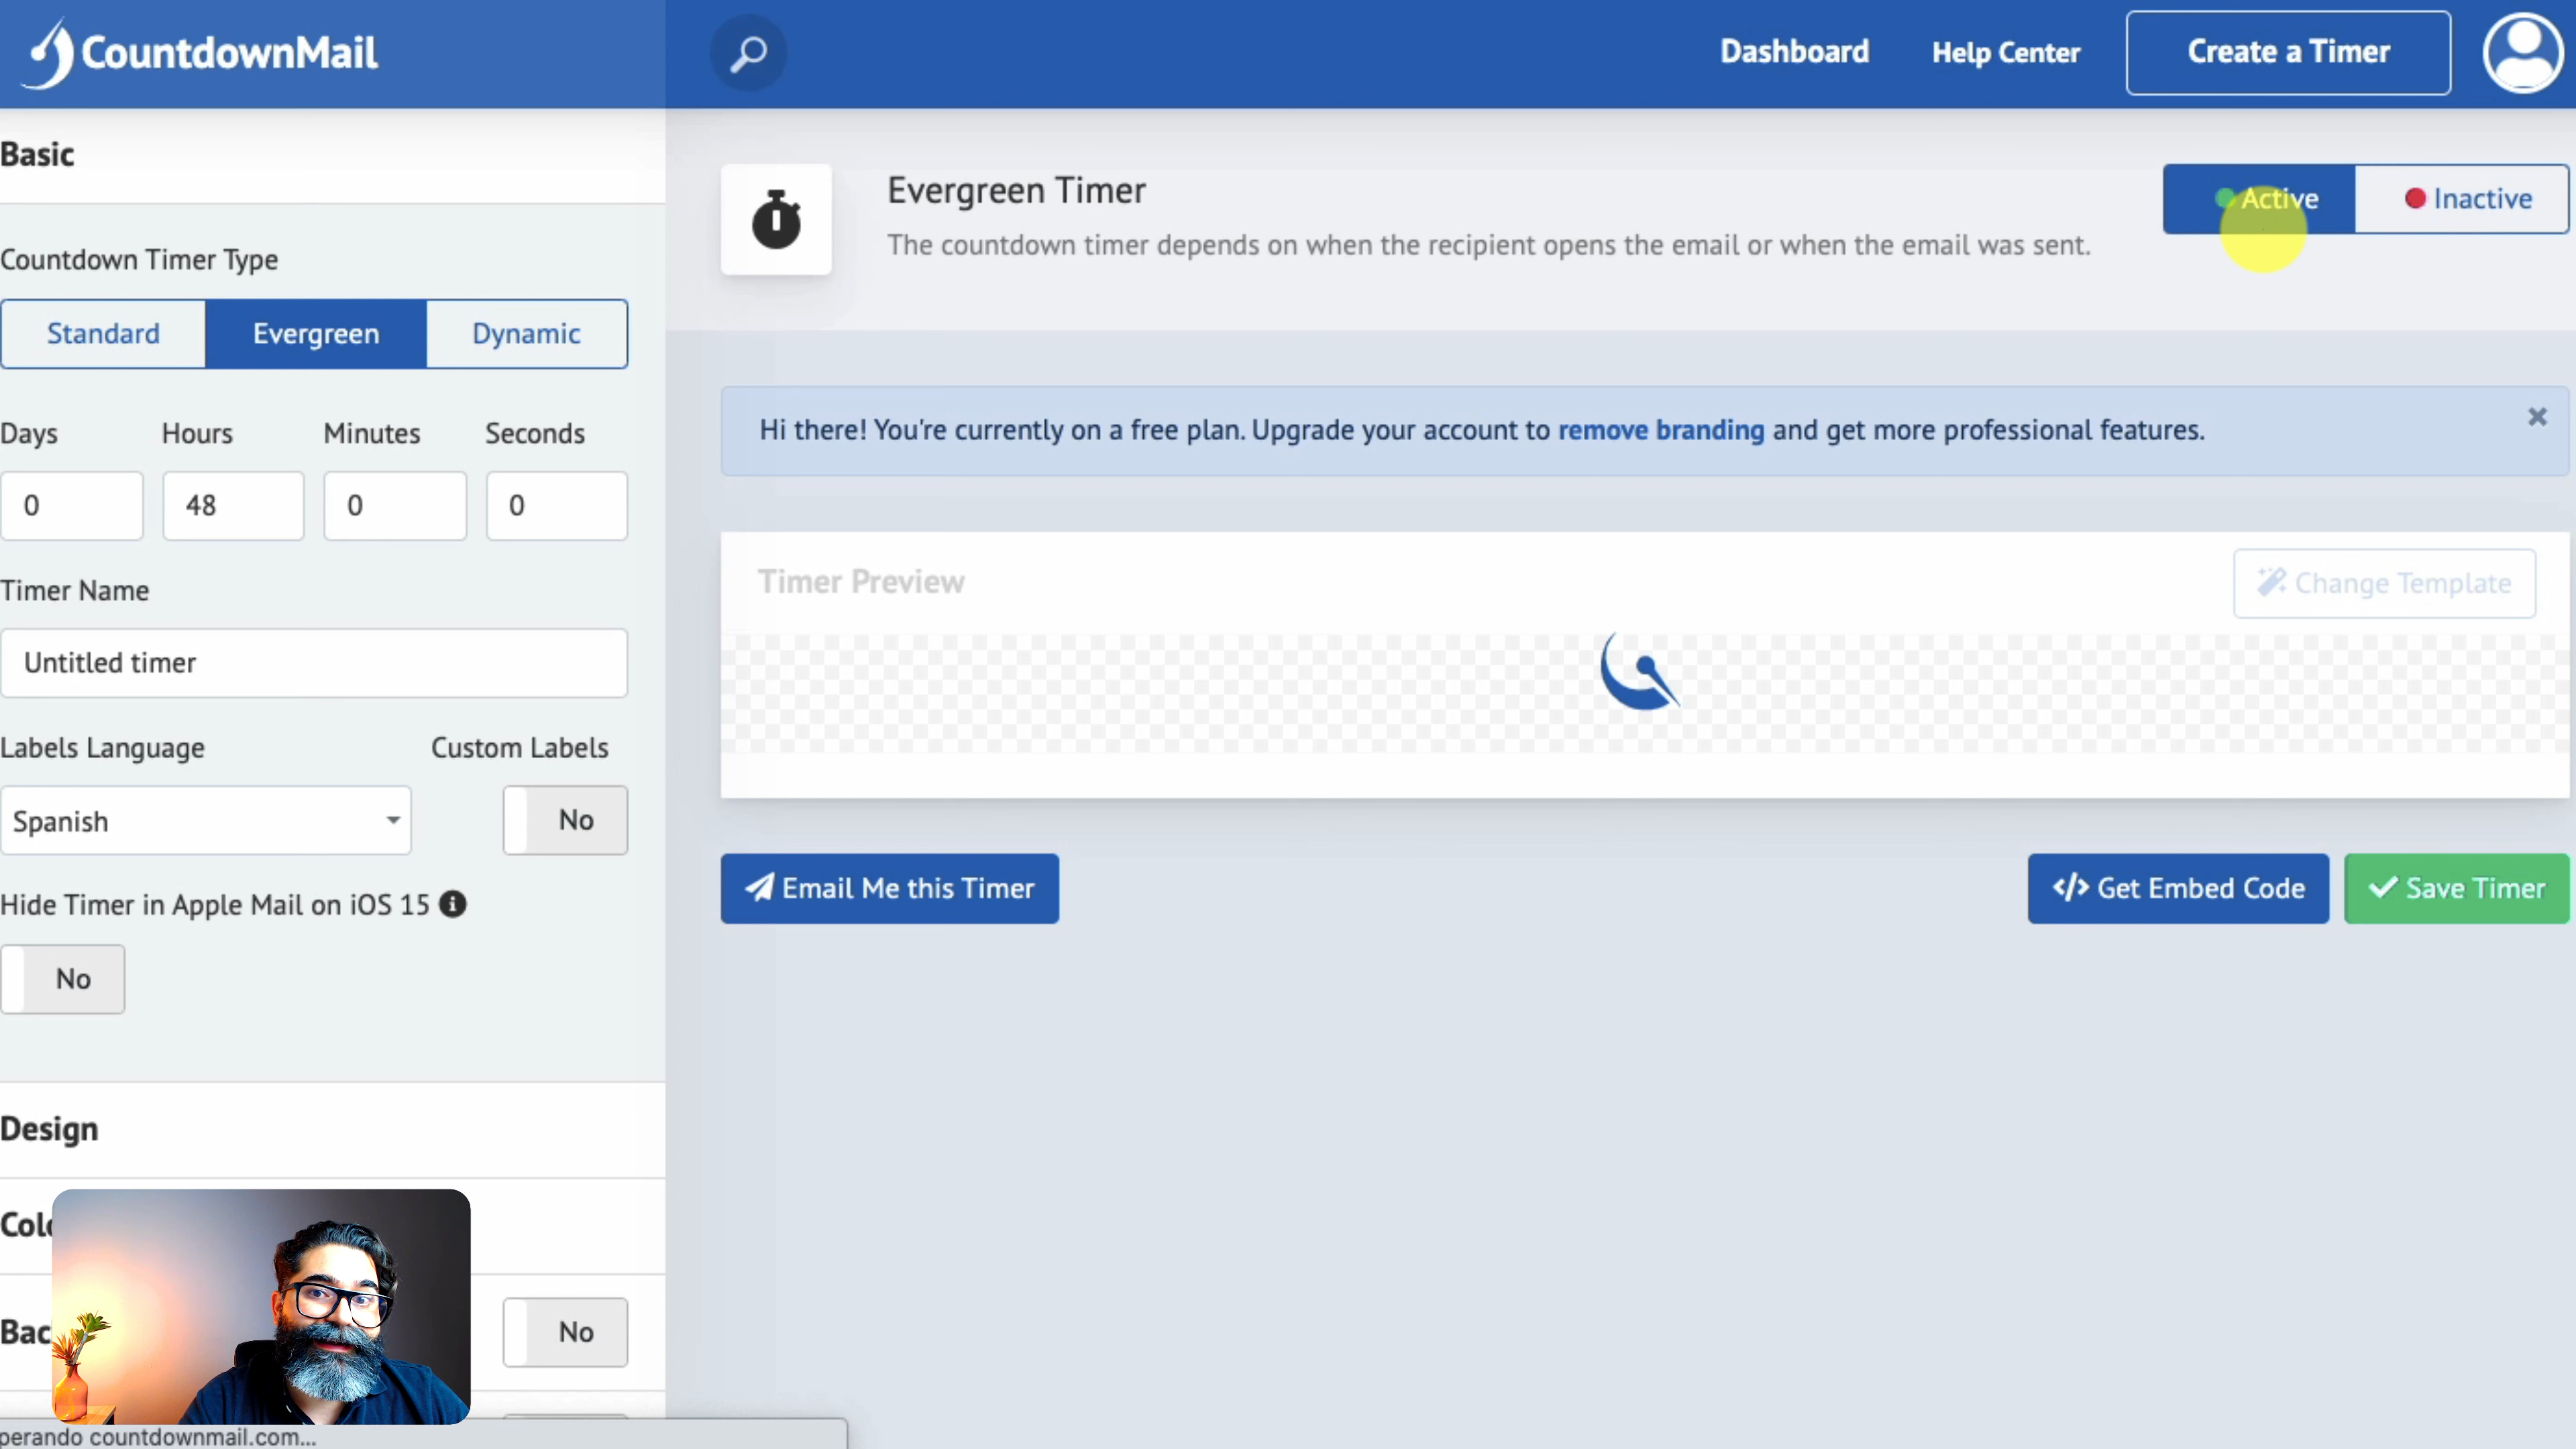 CountdownMail
Dashboard
Help Center
Create a Timer
Basic
Countdown Timer Type
Standard
Evergreen
Dynamic
Days
Hours
Minutes
Seconds
0
48
0
0
Timer Name
Untitled timer
Labels Language
Custom Labels
Spanish
No
Hide Timer in Apple Mail on iOS 15
No
Design
No
Evergreen Timer
The countdown timer depends on when the recipient opens the email or when the email was sent.
Active
Inactive
Hi there! You're currently on a free plan. Upgrade your account to remove branding and get more professional features.
Timer Preview
Change Template
Email Me this Timer
</> Get Embed Code
Save Timer
perando countdownmail.com...